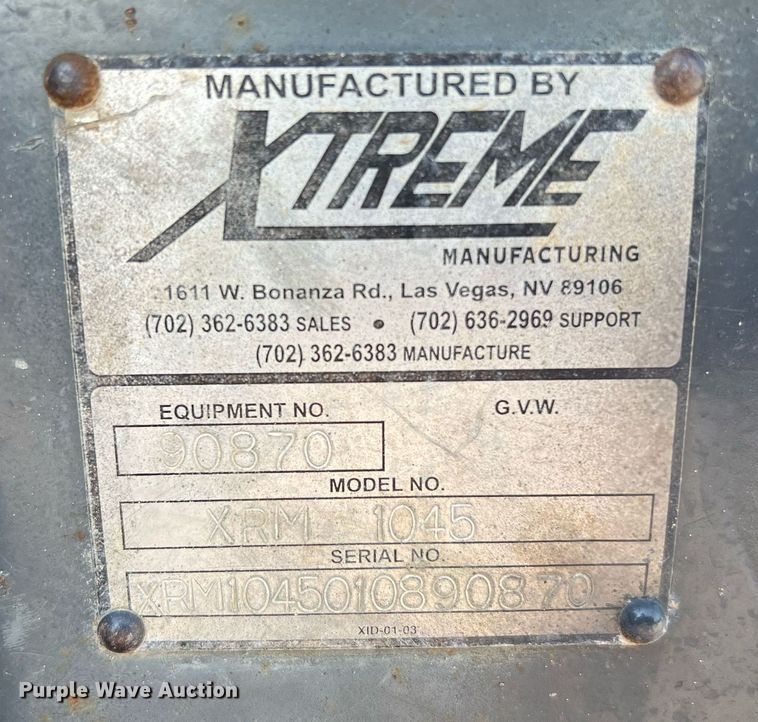 MANUFACTURED BY
XTREME
MANUFACTURING
1611 W. Bonanza Rd., Las Vegas, NV 89106
(702) 362-6383 SALES • (702) 636-2969 SUPPORT
(702) 362-6383 MANUFACTURE
EQUIPMENT NO. G.V.W.
90870
MODEL NO.
XRM 1045
SERIAL NO.
XRM1045010890870
XID-01-03
Purple Wave Auction